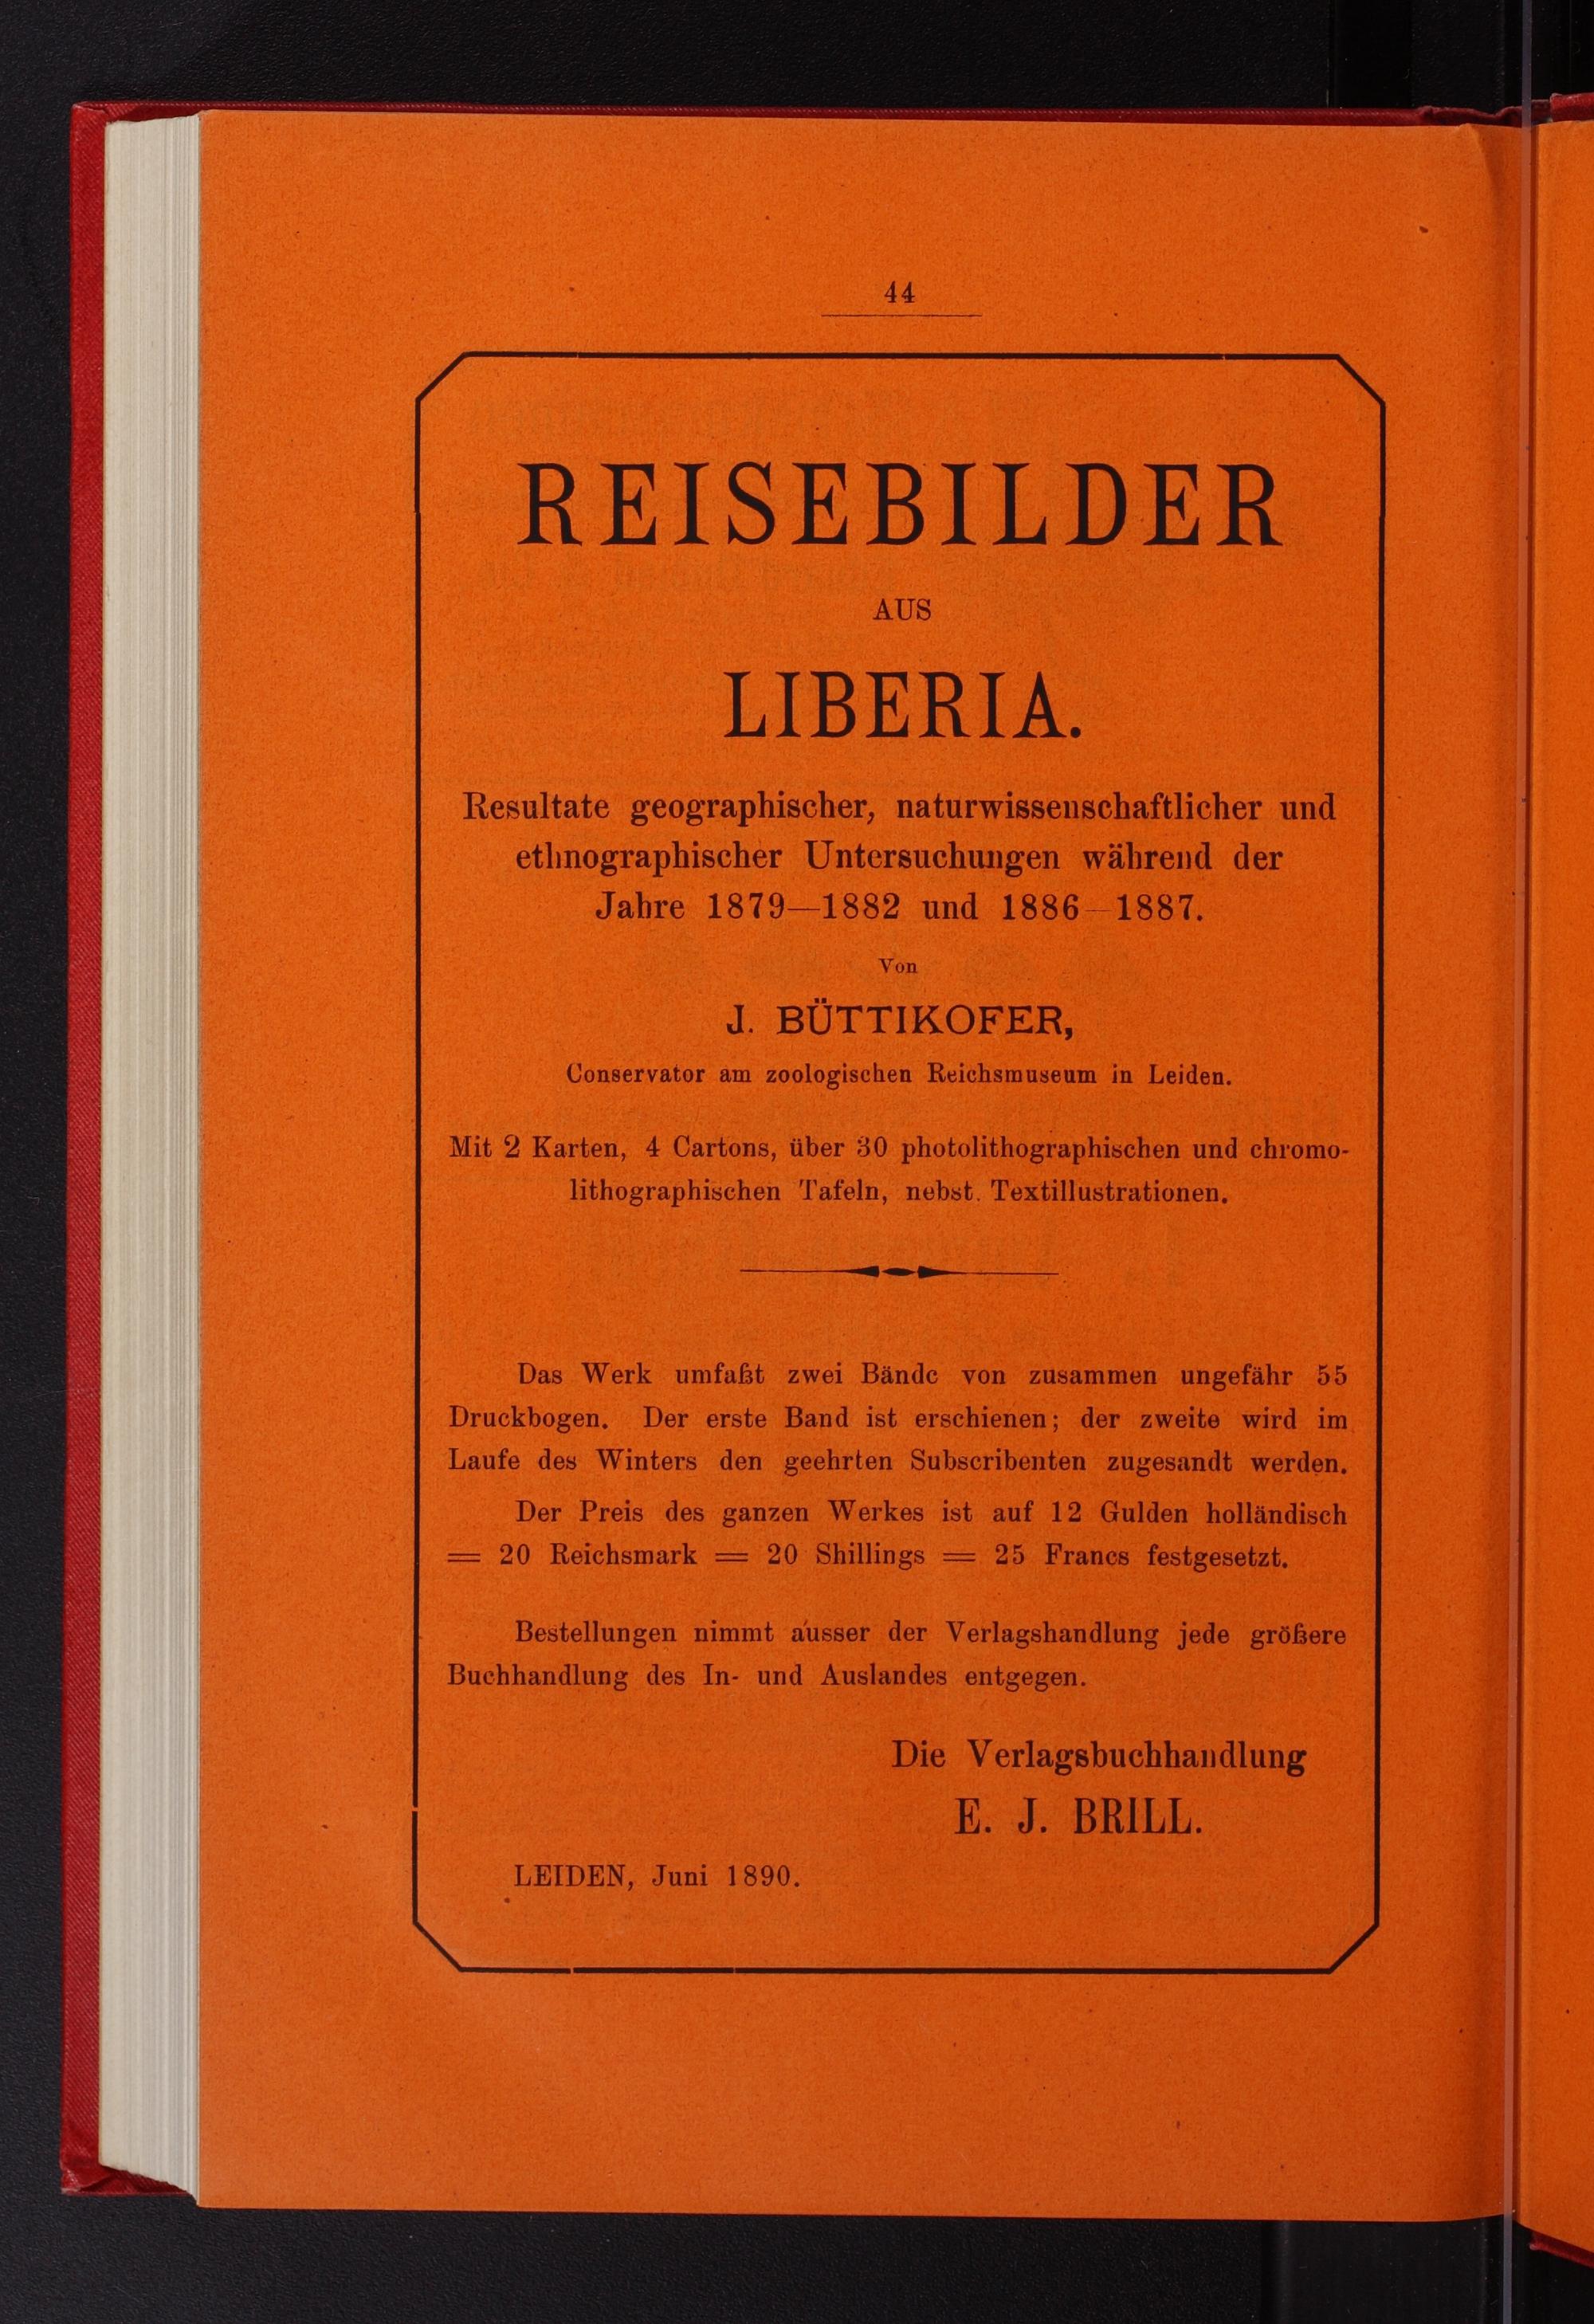 44
REISEBILDER
AUS
LIBERIA.
Resultate geographischer, naturwissenschaftlicher und
ethnographischer Untersuchungen während der
Jahre 1879—1882 und 1886—1887.
Von
J. BÜTTIKOFER,
Conservator am zoologischen Reichsmuseum in Leiden.
Mit 2 Karten, 4 Cartons, über 30 photolithographischen und chromo-
lithographischen Tafeln, nebst. Textillustrationen.
Das Werk umfaßt zwei Bände von zusammen ungefähr 55
Druckbogen. Der erste Band ist erschienen; der zweite wird im
Laufe des Winters den geehrten Subscribenten zugesandt werden.
Der Preis des ganzen Werkes ist auf 12 Gulden holländisch
= 20 Reichsmark = 20 Shillings = 25 Francs festgesetzt.
Bestellungen nimmt ausser der Verlagshandlung jede größere
Buchhandlung des In- und Auslandes entgegen.
Die Verlagsbuchhandlung
E. J. BRILL.
LEIDEN, Juni 1890.